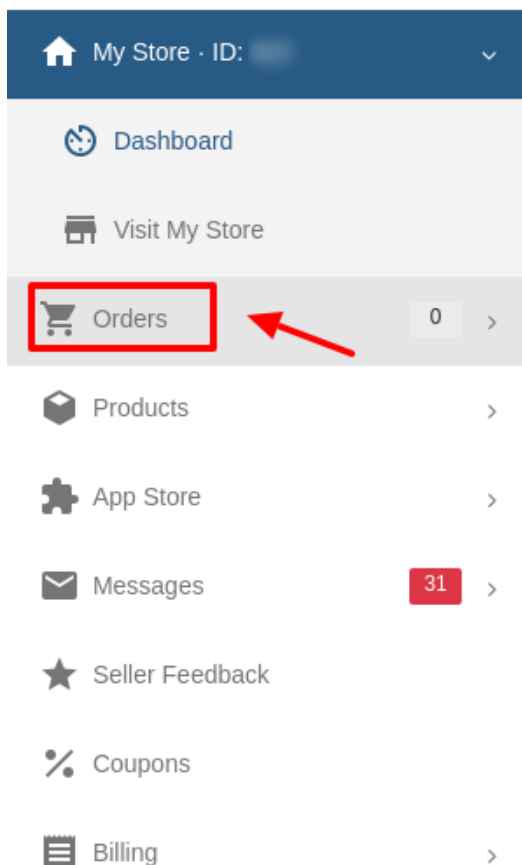 My Store · ID:
Dashboard
Visit My Store
Orders 0
Products
App Store
Messages 31
Seller Feedback
Coupons
Billing